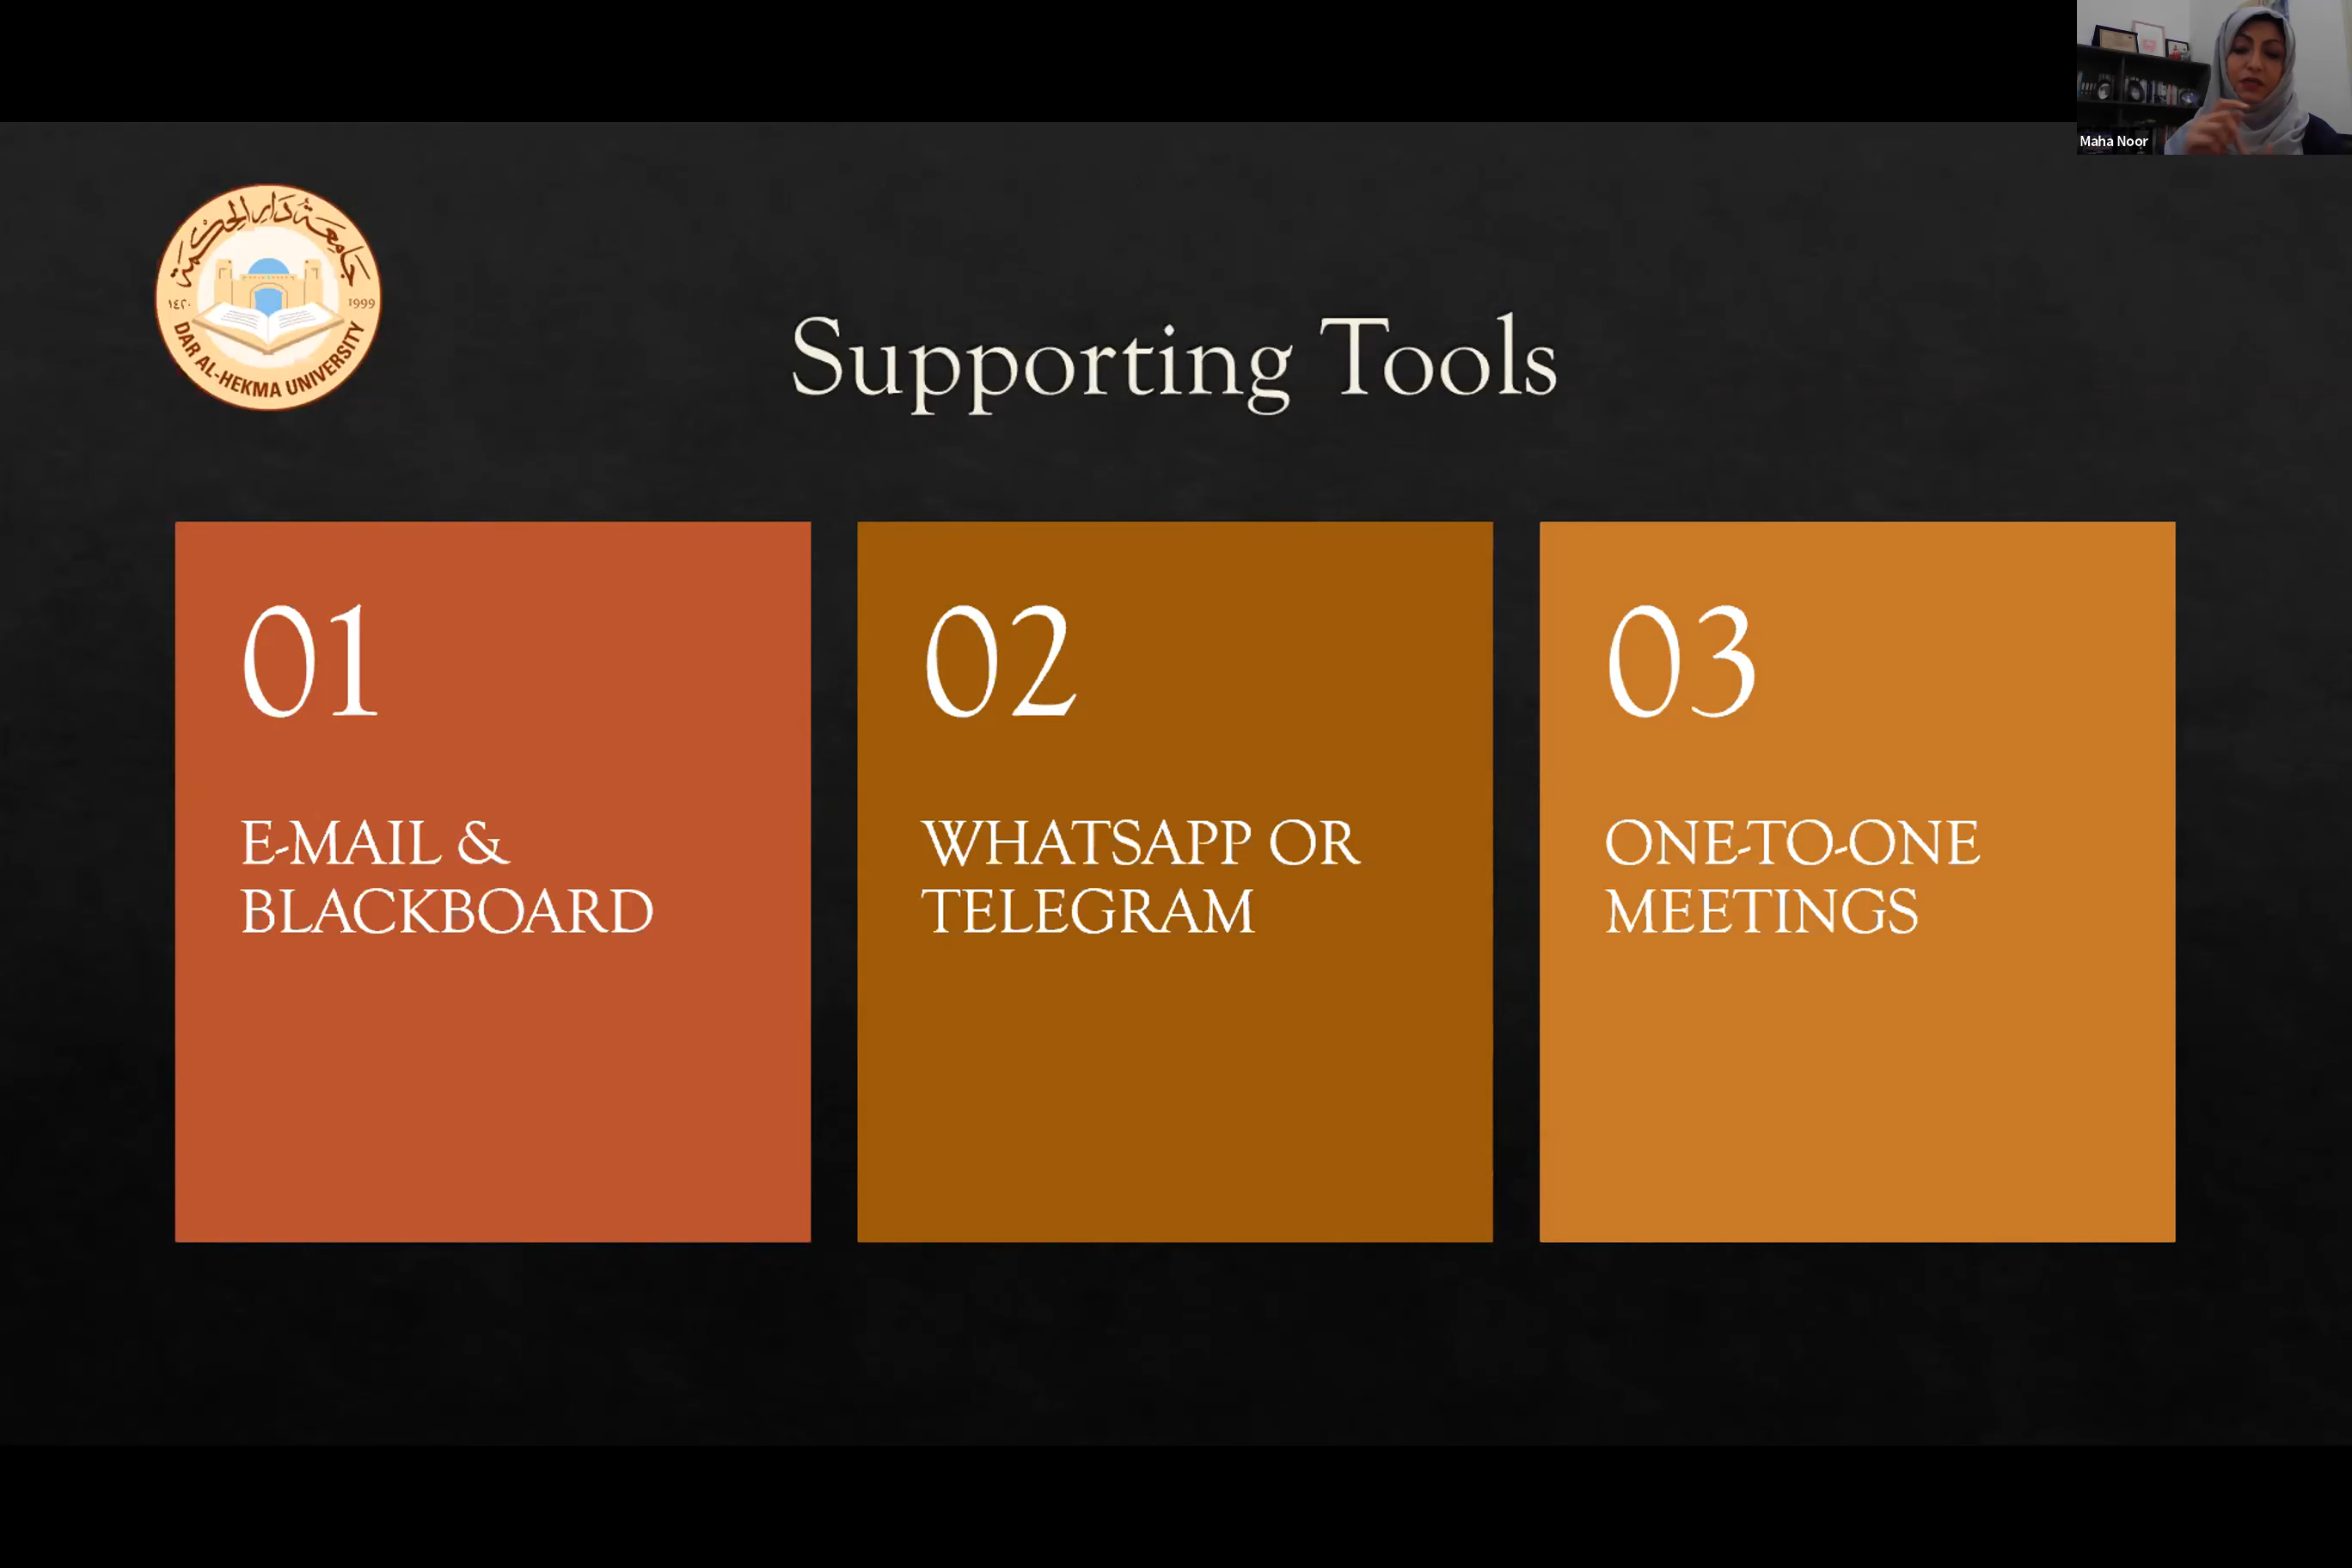 Maha Noor
جامعة دار الحكمة
١٤٢٠
1999
DAR AL-HEKMA UNIVERSITY
Supporting Tools
01
E-MAIL &
BLACKBOARD
02
WHATSAPP OR
TELEGRAM
03
ONE-TO-ONE
MEETINGS